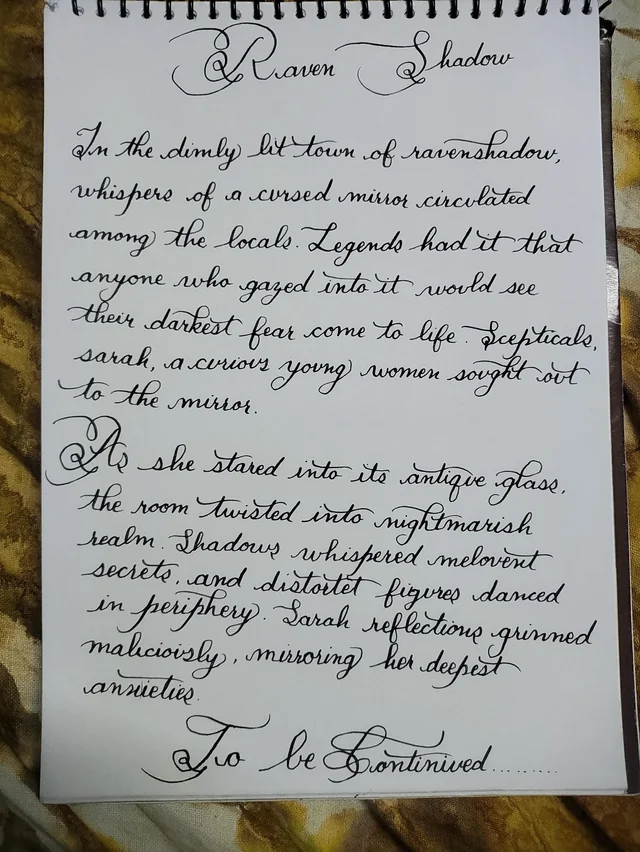 Raven Shadow
In the dimly lit town of ravenshadow,
whispers of a cursed mirror circulated
among the locals. Legends had it that
anyone who gazed into it would see
their darkest fear come to life. Scepticals,
sarah, a curious young women sought out
to the mirror.
As she stared into its antique glass,
the room twisted into nightmarish
realm. Shadows whispered melovent
secrets, and distortet figures danced
in periphery. Sarah reflections grinned
maliciously, mirroring her deepest
anxieties.
To be Continived.........